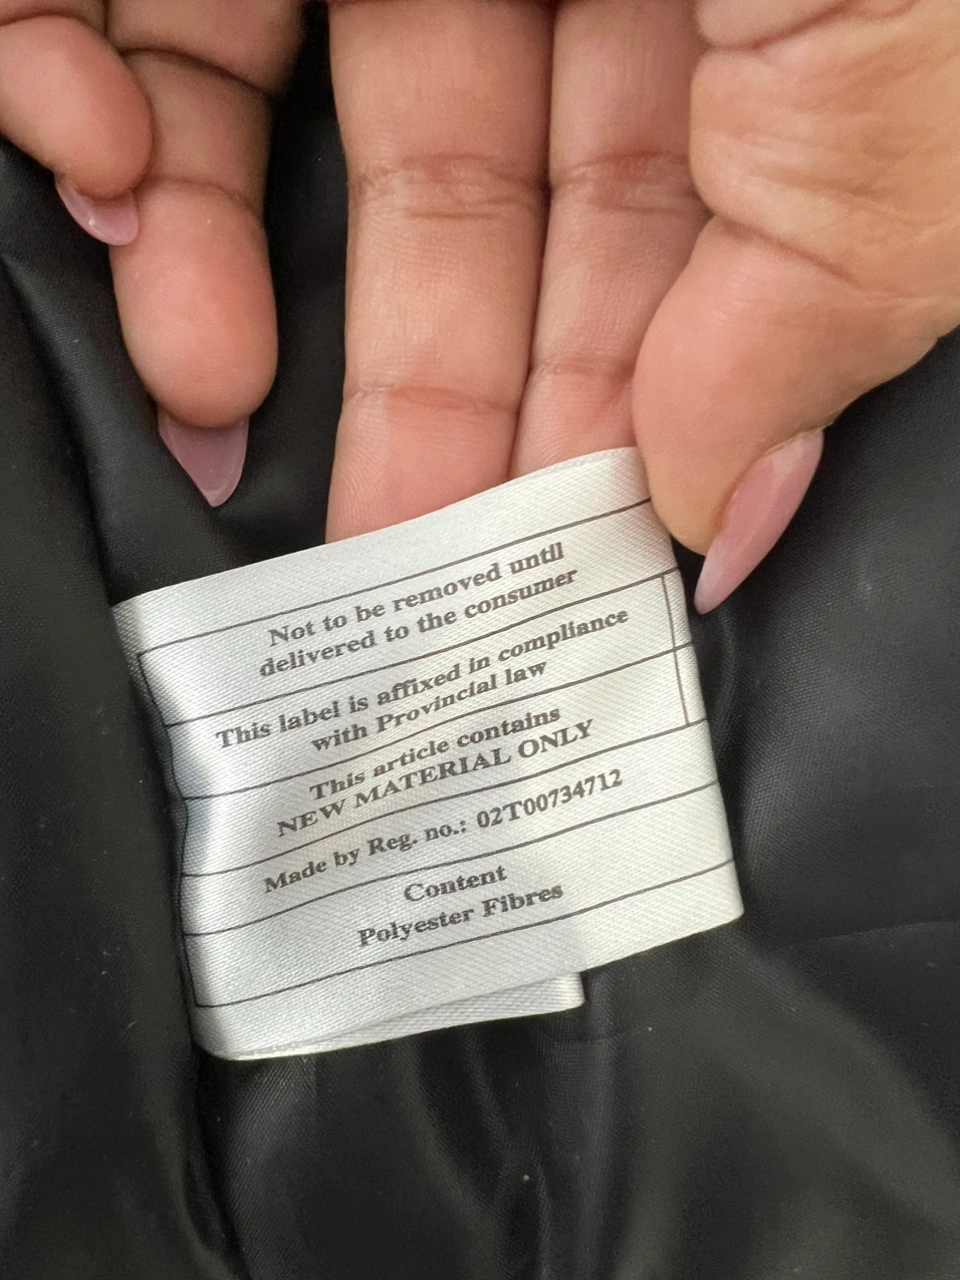 Not to be removed until
delivered to the consumer
This label is affixed in compliance
with Provincial law
This article contains
NEW MATERIAL ONLY
Made by Reg. no.: 02T00734712
Content
Polyester Fibres